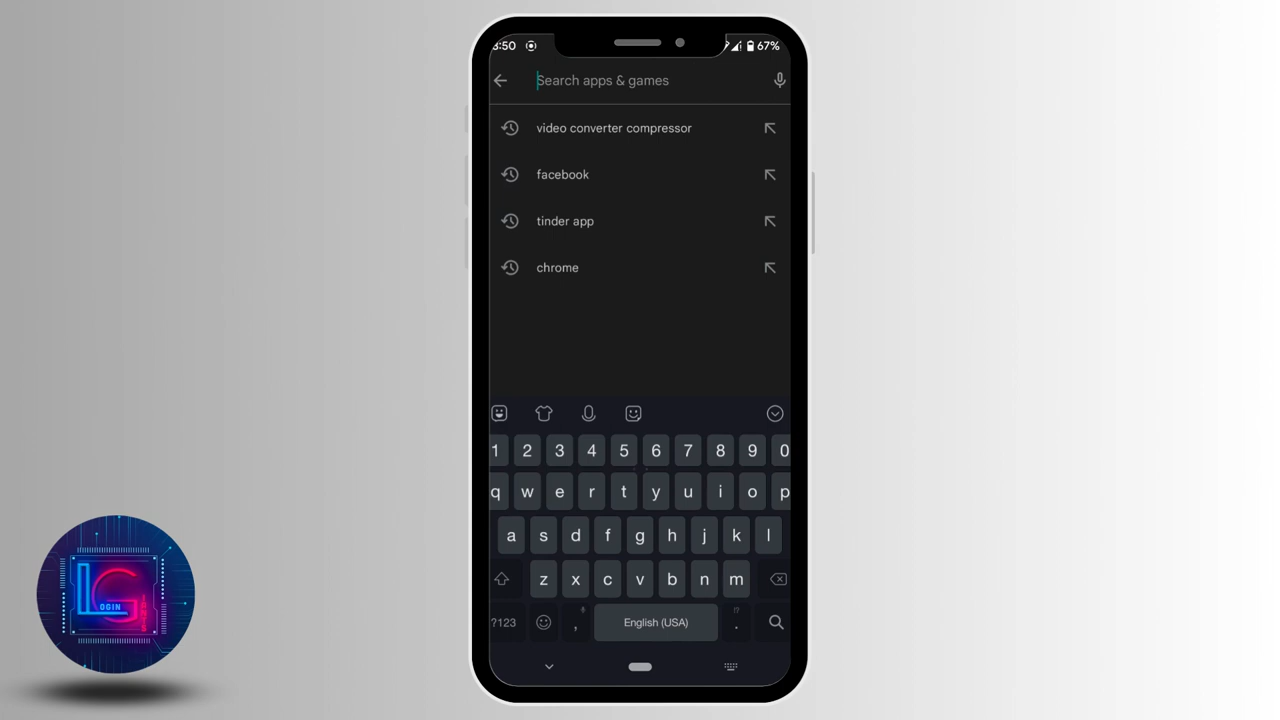 3:50
67%
Search apps & games
video converter compressor
facebook
tinder app
chrome
1 2 3 4 5 6 7 8 9 0
q w e r t y u i o p
a s d f g h j k l
z x c v b n m
?123 , English (USA) .
!?
LOGIN
GIANTS